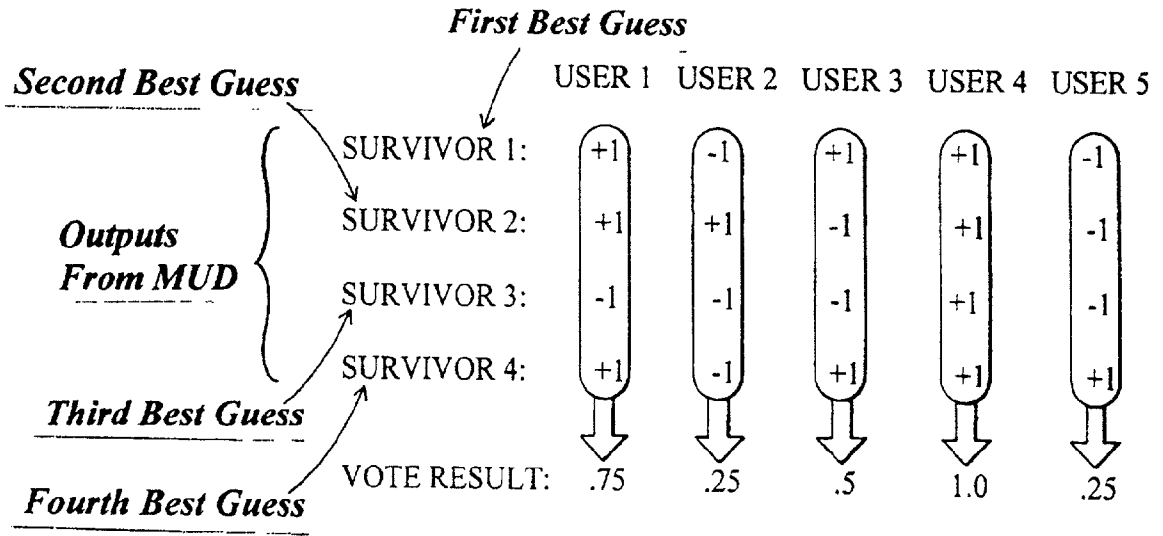 First Best Guess
Second Best Guess
USER 1 USER 2 USER 3 USER 4 USER 5
SURVIVOR 1: +1 -1 +1 +1 -1
SURVIVOR 2: +1 +1 -1 +1 -1
Outputs
From MUD
SURVIVOR 3: -1 -1 -1 +1 -1
SURVIVOR 4: +1 -1 +1 +1 +1
Third Best Guess
VOTE RESULT: .75 .25 .5 1.0 .25
Fourth Best Guess